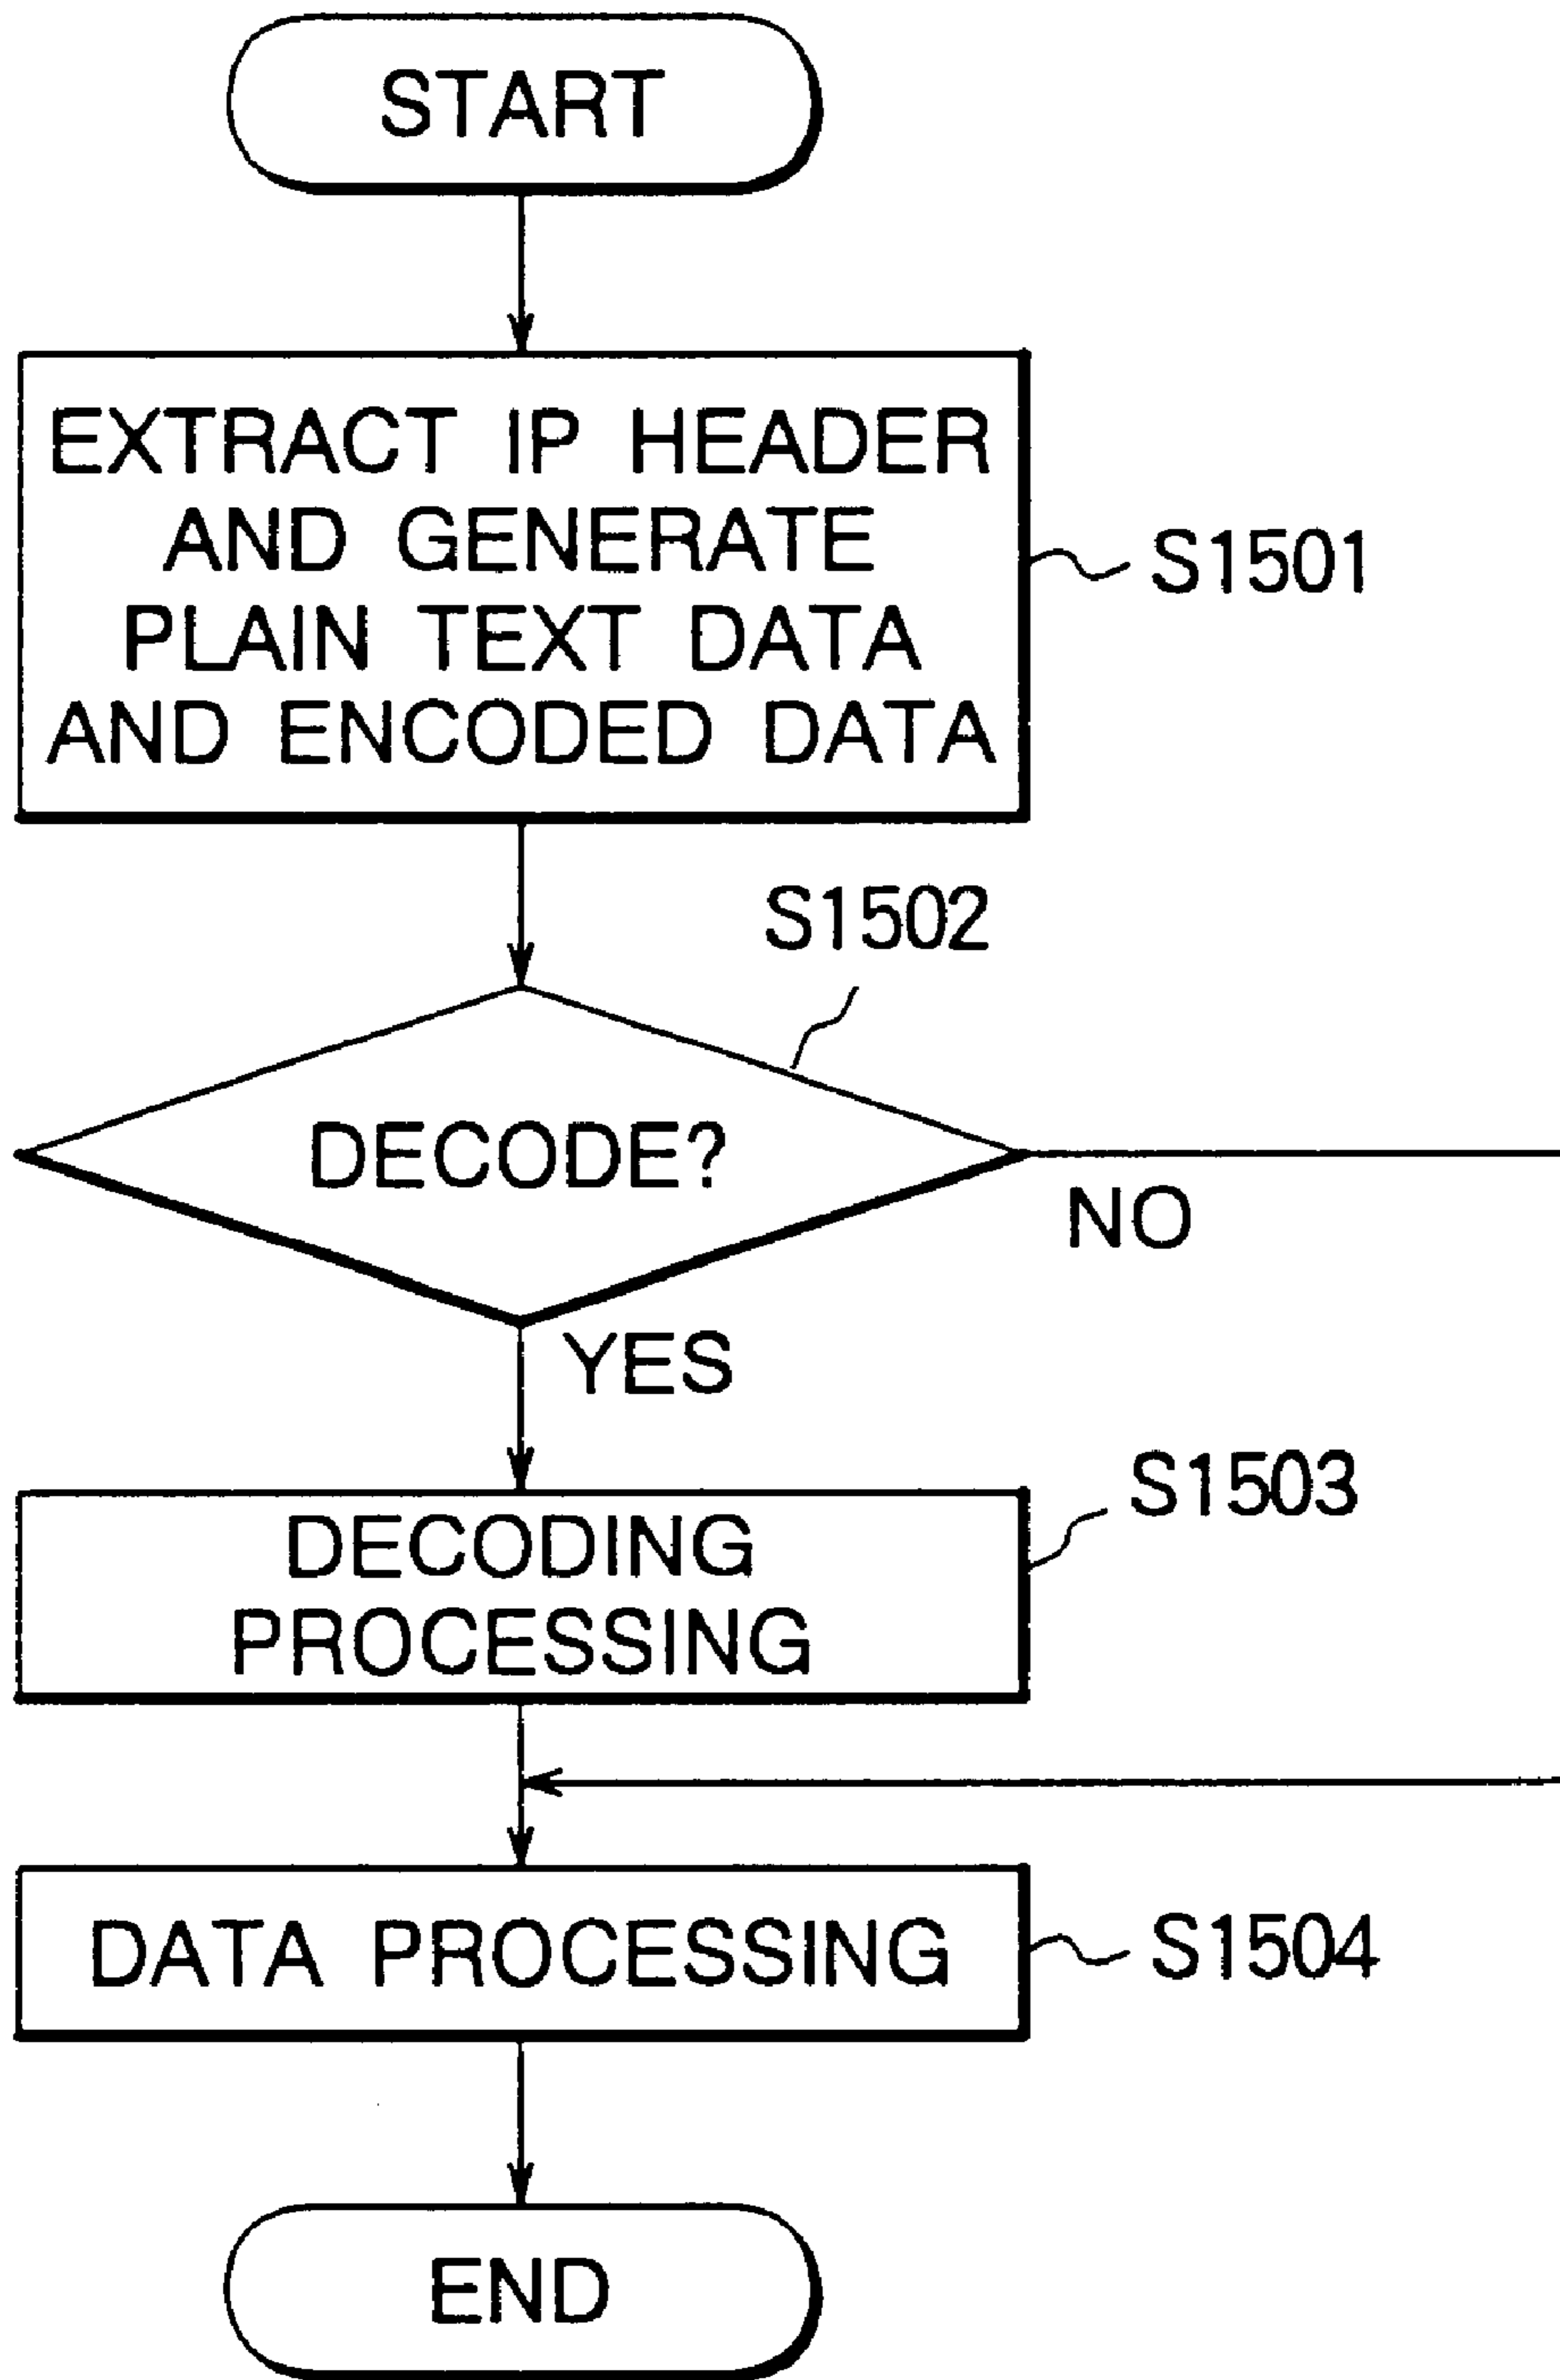 START
EXTRACT IP HEADER
AND GENERATE
PLAIN TEXT DATA
AND ENCODED DATA
S1501
S1502
DECODE?
NO
YES
S1503
DECODING
PROCESSING
DATA PROCESSING
S1504
END